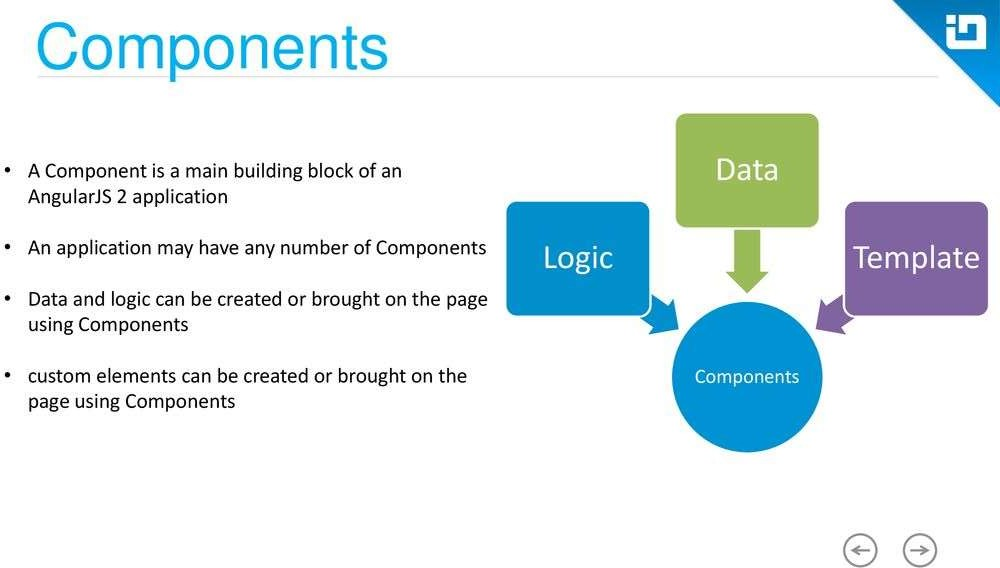 Components
• A Component is a main building block of an
AngularJS 2 application
• An application may have any number of Components
• Data and logic can be created or brought on the page
using Components
• custom elements can be created or brought on the
page using Components
Data
Logic
Template
Components